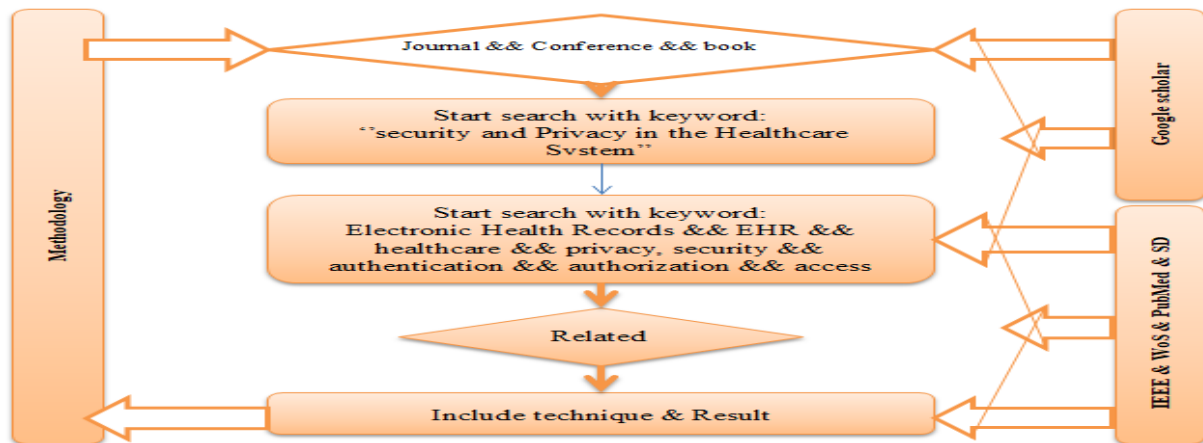 Methodology
Journal && Conference && book
Start search with keyword:
“security and Privacy in the Healthcare
System”
Start search with keyword:
Electronic Health Records && EHR &&
healthcare && privacy, security &&
authentication && authorization && access
Related
Include technique & Result
Google scholar
IEEE & WoS & PubMed & SD